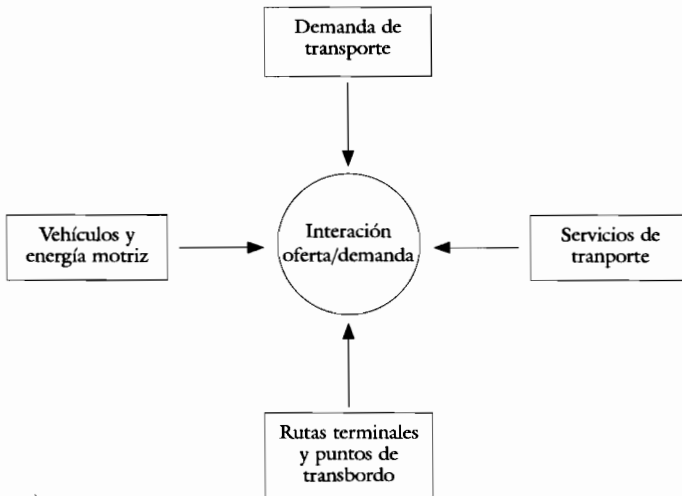 Demanda de
transporte
Vehículos y
energía motriz
Interación
oferta/demanda
Servicios de
tranporte
Rutas terminales
y puntos de
transbordo